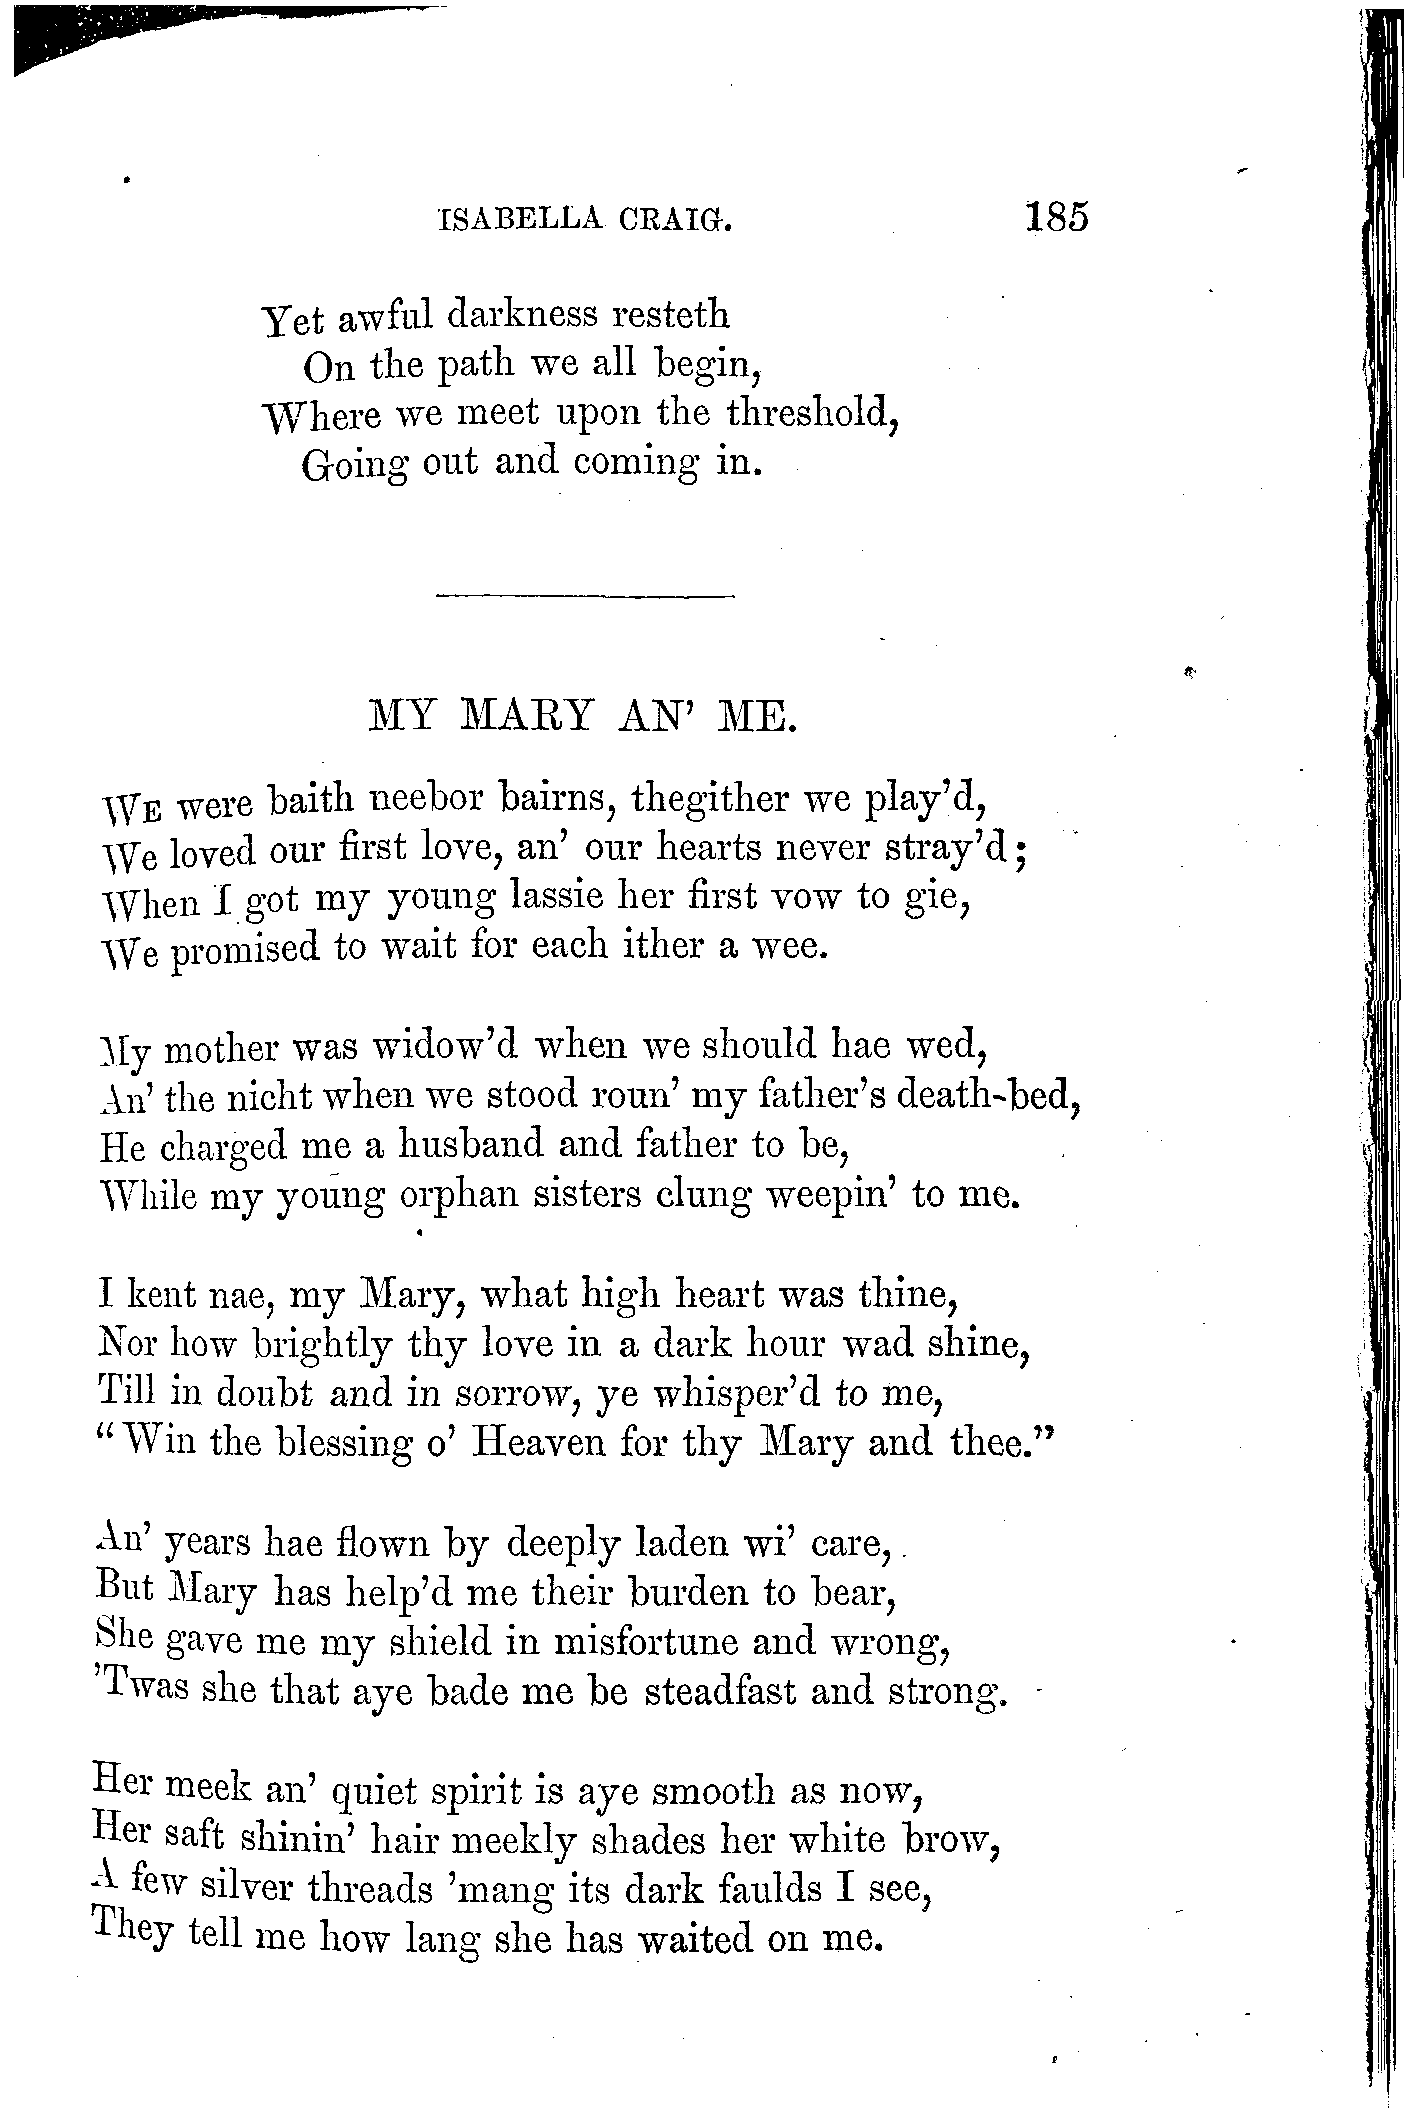 ISABELLA CRAIG. 185
Yet awful darkness resteth
On the path we all begin,
Where we meet upon the threshold,
Going out and coming in.
MY MARY AN' ME.
WE were baith neebor bairns, thegither we play'd,
We loved our first love, an' our hearts never stray'd;
When I got my young lassie her first vow to gie,
We promised to wait for each ither a wee.
My mother was widow'd when we should hae wed,
An' the nicht when we stood roun' my father's death-bed,
He charged me a husband and father to be,
While my young orphan sisters clung weepin' to me.
I kent nae, my Mary, what high heart was thine,
Nor how brightly thy love in a dark hour wad shine,
Till in doubt and in sorrow, ye whisper'd to me,
"Win the blessing o' Heaven for thy Mary and thee."
An' years hae flown by deeply laden wi' care,
But Mary has help'd me their burden to bear,
She gave me my shield in misfortune and wrong,
'Twas she that aye bade me be steadfast and strong.
Her meek an' quiet spirit is aye smooth as now,
Her saft shinin' hair meekly shades her white brow,
A few silver threads 'mang its dark faulds I see,
They tell me how lang she has waited on me.